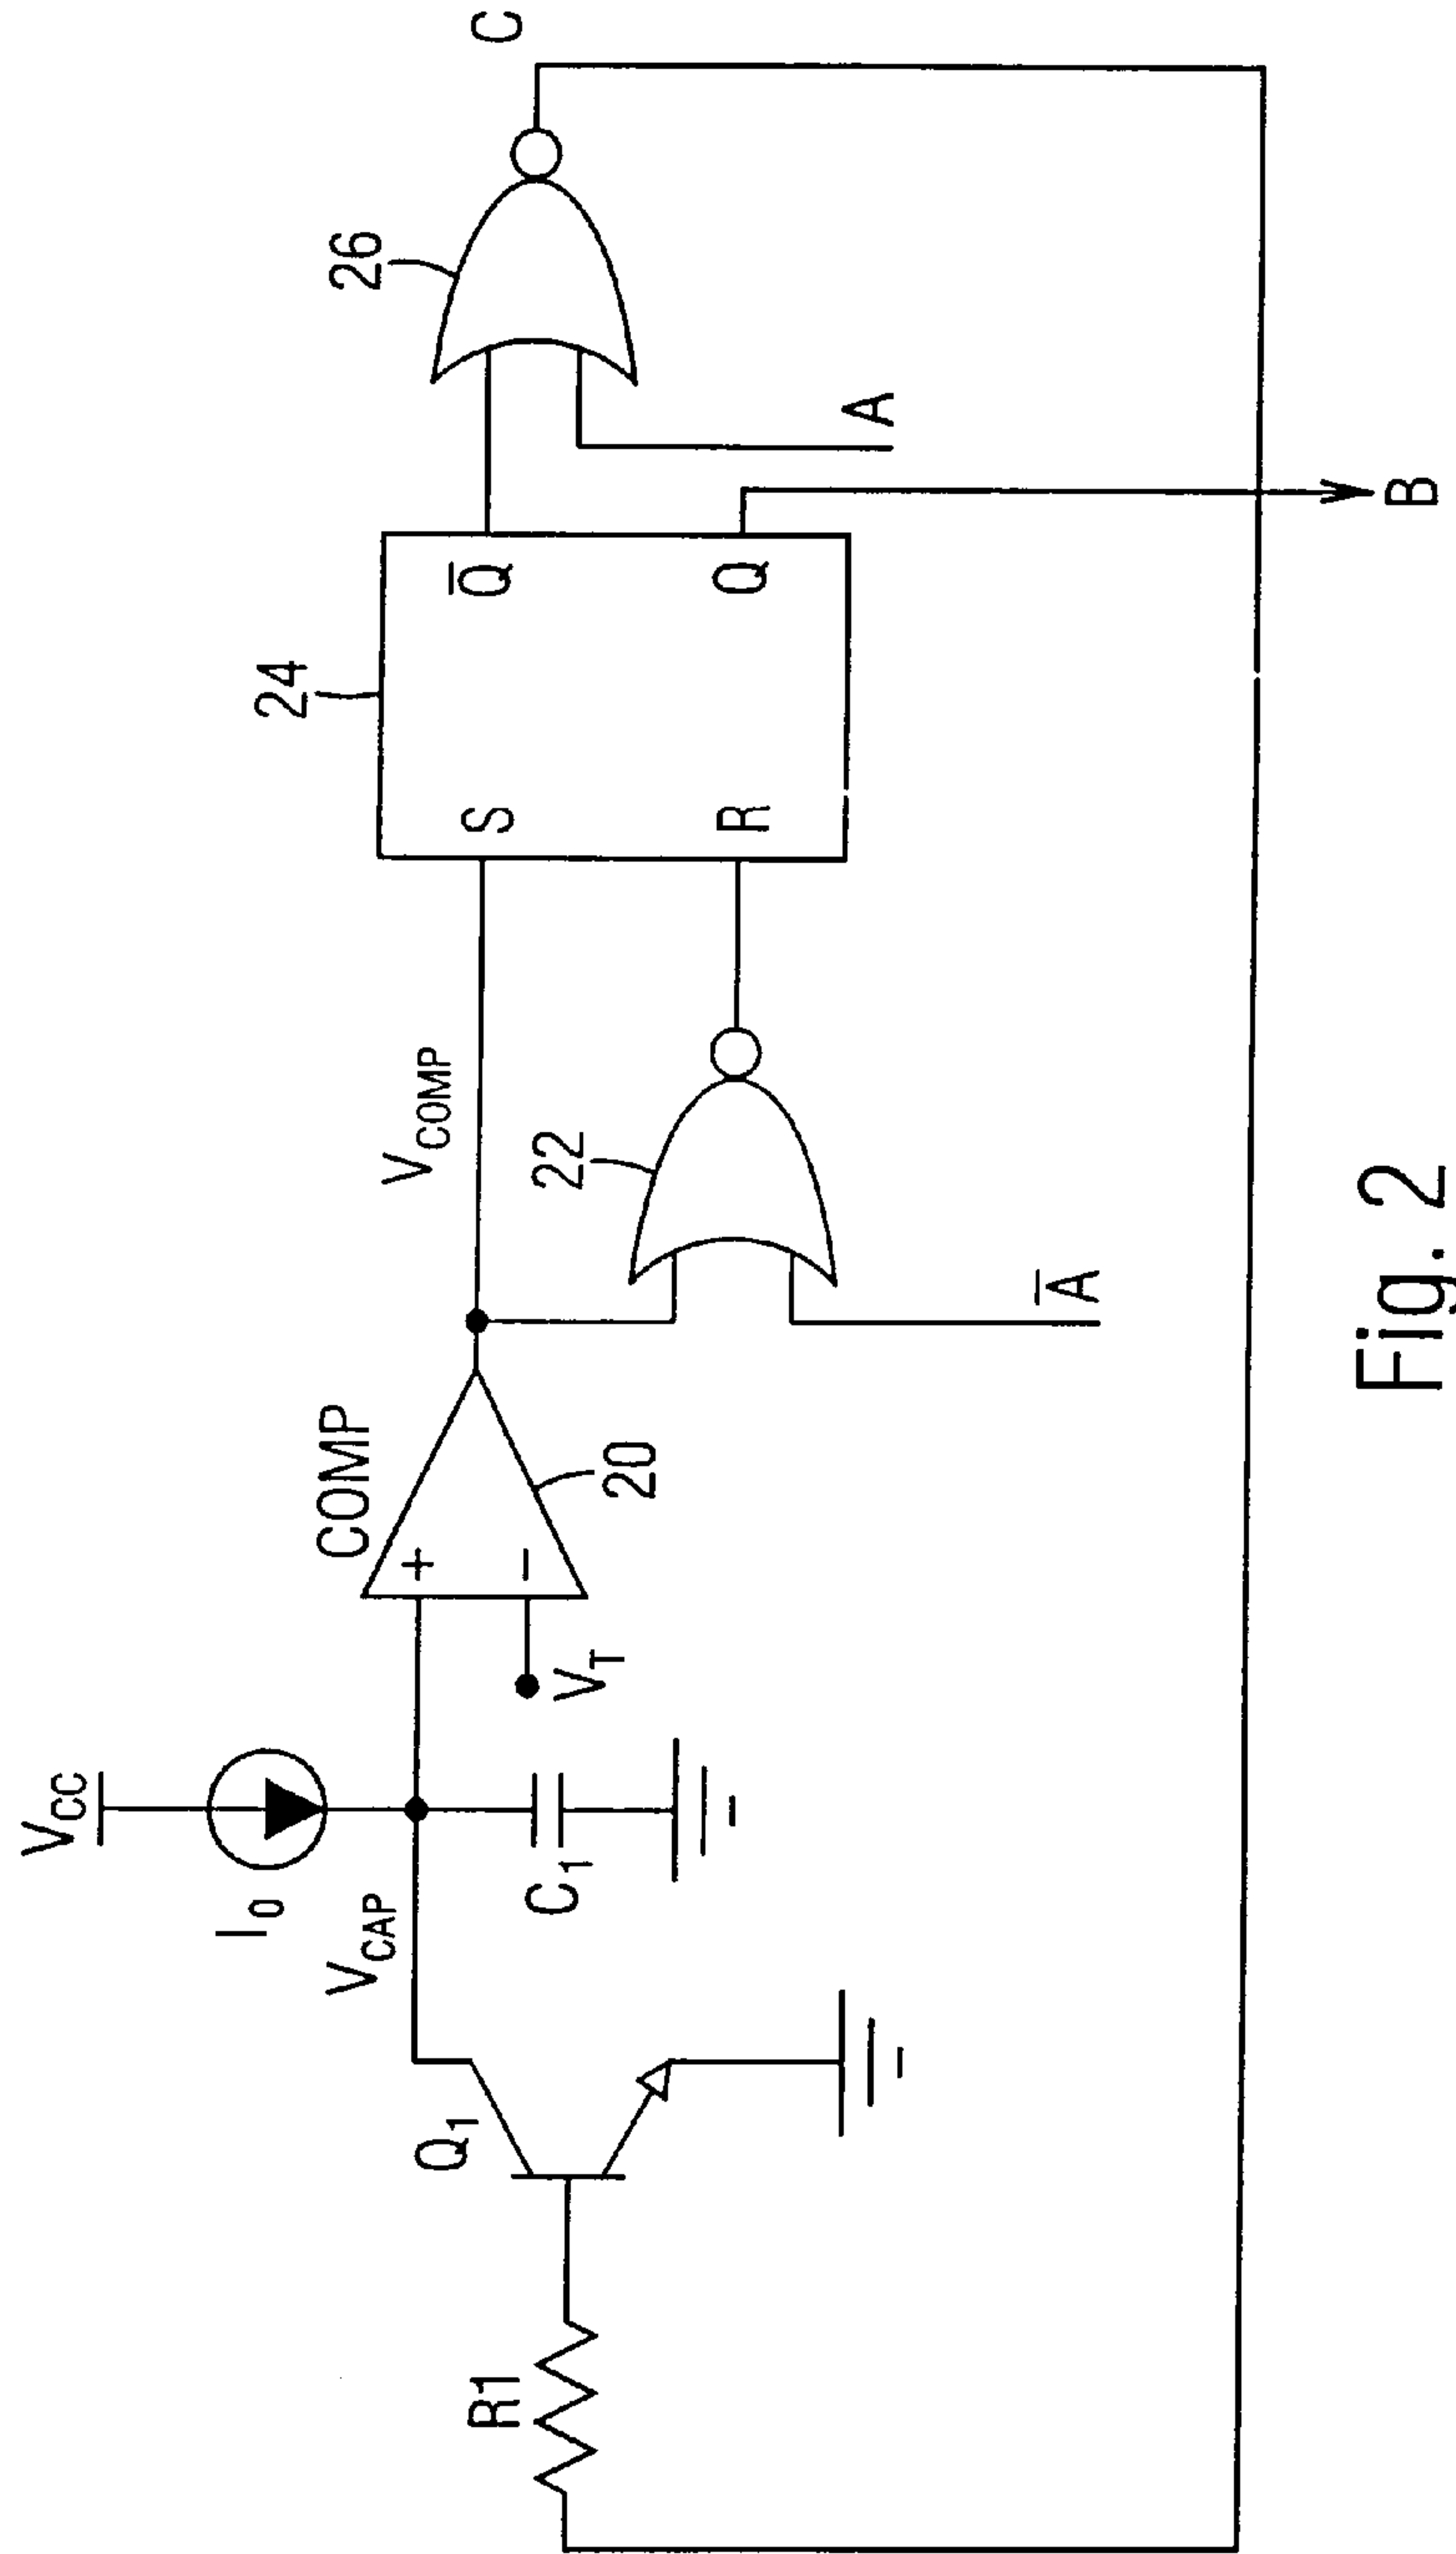 V_CC
I_0
V_CAP
Q_1
R1
C_1
V_T
COMP
+
−
20
V_COMP
22
A̅
24
S
R
Q̅
Q
26
A
B
C
Fig. 2